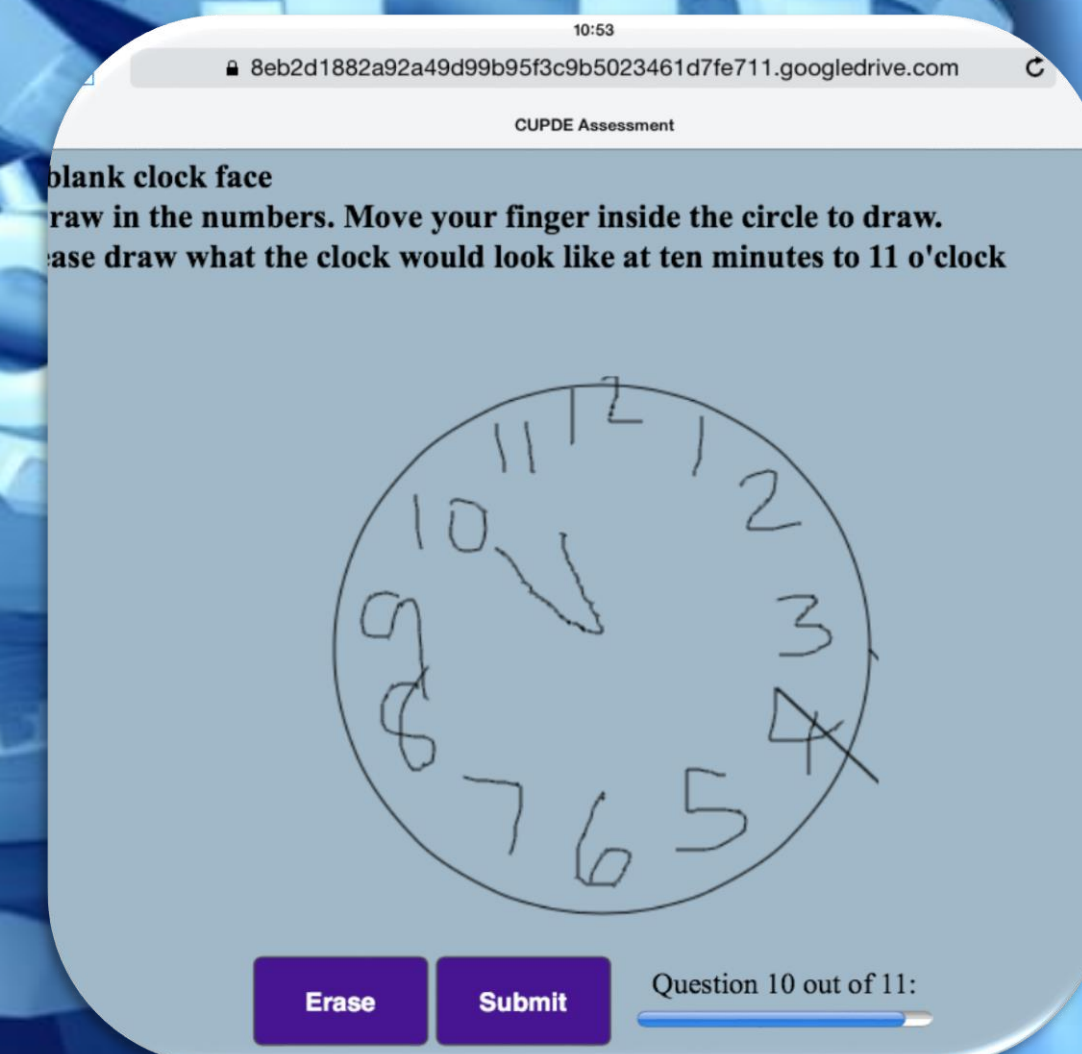 10:53
8eb2d1882a92a49d99b95f3c9b5023461d7fe711.googledrive.com
CUPDE Assessment
blank clock face
raw in the numbers. Move your finger inside the circle to draw.
ase draw what the clock would look like at ten minutes to 11 o'clock
12
11
1
10
2
9
3
8
4
7
5
6
Erase
Submit
Question 10 out of 11: